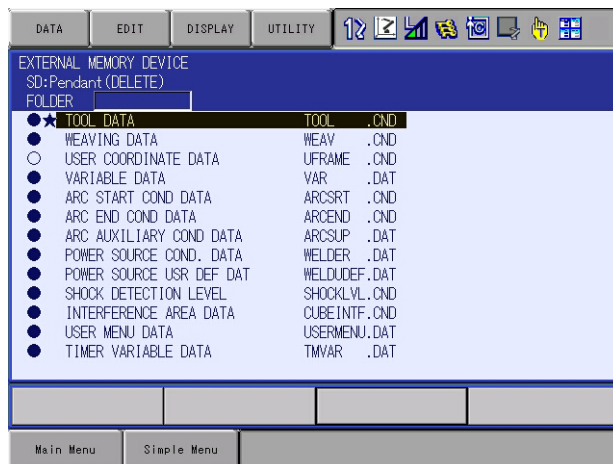 DATA EDIT DISPLAY UTILITY
EXTERNAL MEMORY DEVICE
SD:Pendant(DELETE)
FOLDER
●★ TOOL DATA TOOL .CND
● WEAVING DATA WEAV .CND
○ USER COORDINATE DATA UFRAME .CND
● VARIABLE DATA VAR .DAT
● ARC START COND DATA ARCSRT .CND
● ARC END COND DATA ARCEND .CND
● ARC AUXILIARY COND DATA ARCSUP .DAT
● POWER SOURCE COND. DATA WELDER .DAT
● POWER SOURCE USR DEF DAT WELDUDEF.DAT
● SHOCK DETECTION LEVEL SHOCKLVL.CND
● INTERFERENCE AREA DATA CUBEINTF.CND
● USER MENU DATA USERMENU.DAT
● TIMER VARIABLE DATA TMVAR .DAT
Main Menu Simple Menu